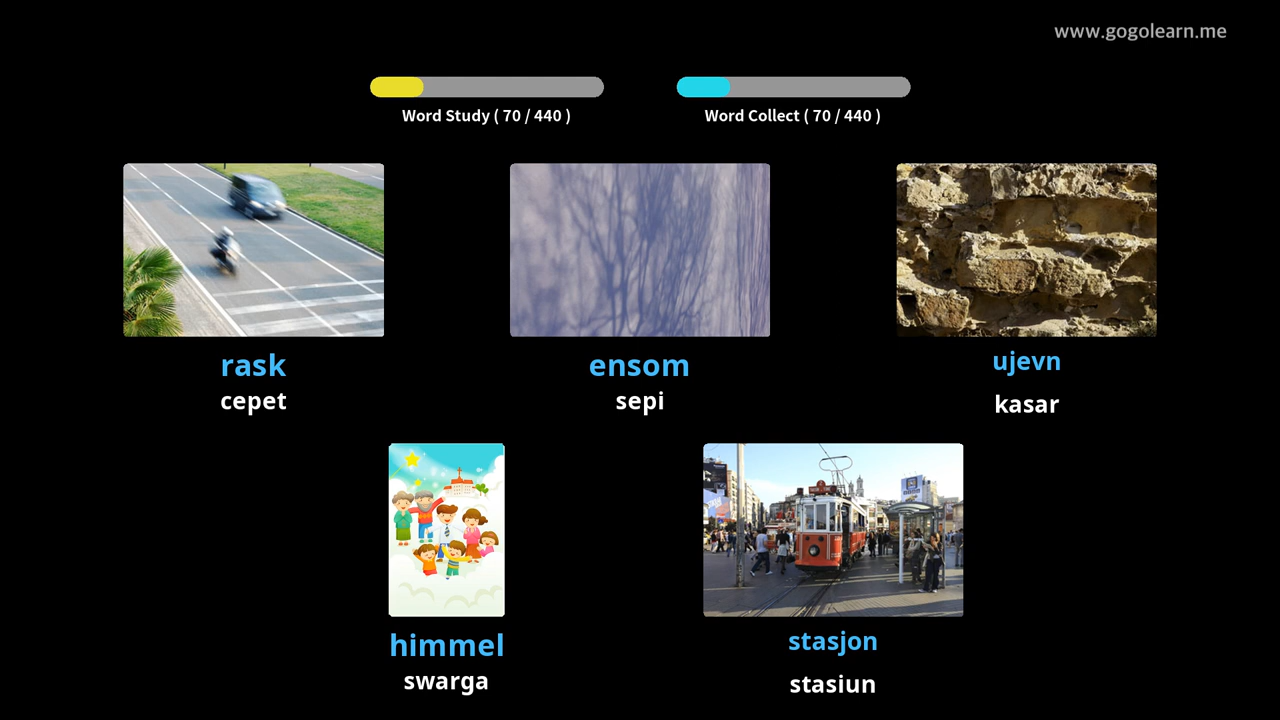 www.gogolearn.me
Word Study ( 70 / 440 )
Word Collect ( 70 / 440 )
rask
cepet
ensom
sepi
ujevn
kasar
himmel
swarga
stasjon
stasiun